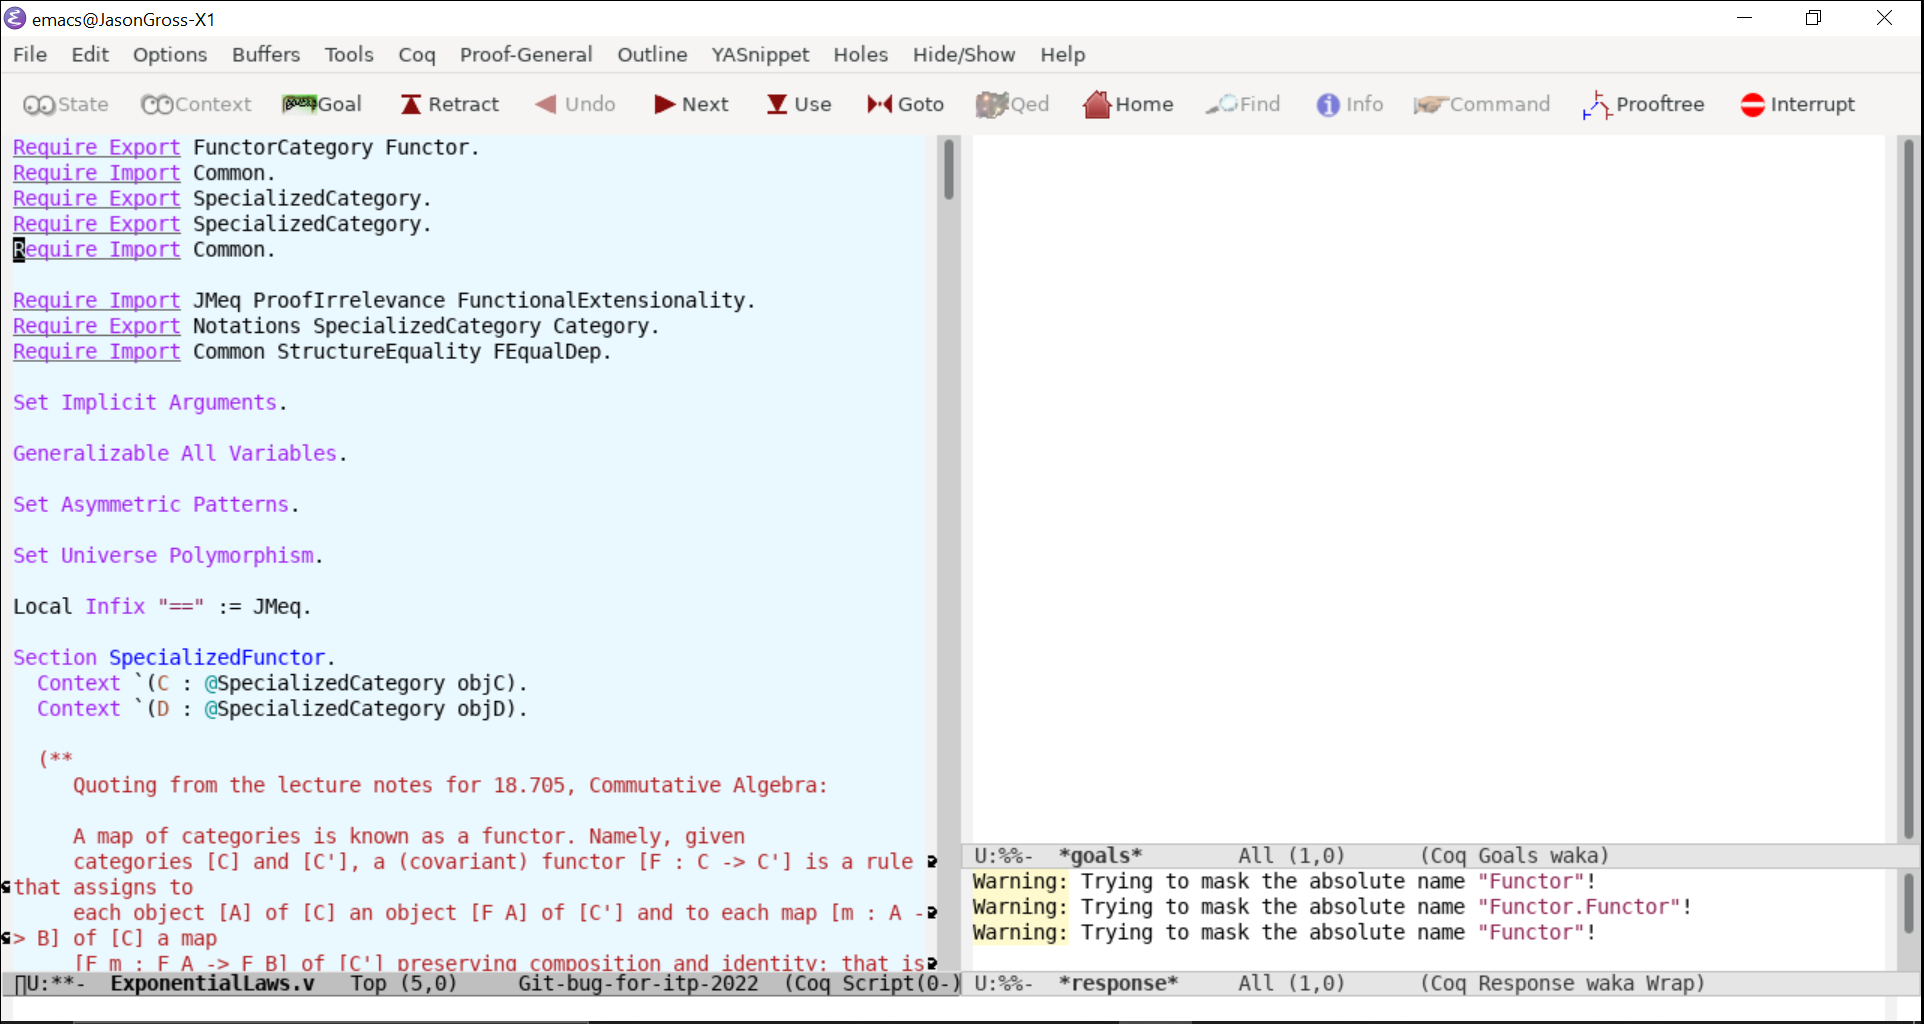 emacs@JasonGross-X1
File Edit Options Buffers Tools Coq Proof-General Outline YASnippet Holes Hide/Show Help
State Context Goal Retract Undo Next Use Goto Qed Home Find Info Command Prooftree Interrupt
Require Export FunctorCategory Functor.
Require Import Common.
Require Export SpecializedCategory.
Require Export SpecializedCategory.
Require Import Common.
Require Import JMeq ProofIrrelevance FunctionalExtensionality.
Require Export Notations SpecializedCategory Category.
Require Import Common StructureEquality FEqualDep.
Set Implicit Arguments.
Generalizable All Variables.
Set Asymmetric Patterns.
Set Universe Polymorphism.
Local Infix "==" := JMeq.
Section SpecializedFunctor.
Context `(C : @SpecializedCategory objC).
Context `(D : @SpecializedCategory objD).
(**
Quoting from the lecture notes for 18.705, Commutative Algebra:
A map of categories is known as a functor. Namely, given
categories [C] and [C'], a (covariant) functor [F : C -> C'] is a rule
that assigns to
each object [A] of [C] an object [F A] of [C'] and to each map [m : A -
> B] of [C] a map
[F m : F A -> F B] of [C'] preserving composition and identity; that is
U:**- ExponentialLaws.v Top (5,0) Git-bug-for-itp-2022 (Coq Script(0-)
U:%%- *goals* All (1,0) (Coq Goals waka)
Warning: Trying to mask the absolute name "Functor"!
Warning: Trying to mask the absolute name "Functor.Functor"!
Warning: Trying to mask the absolute name "Functor"!
U:%%- *response* All (1,0) (Coq Response waka Wrap)